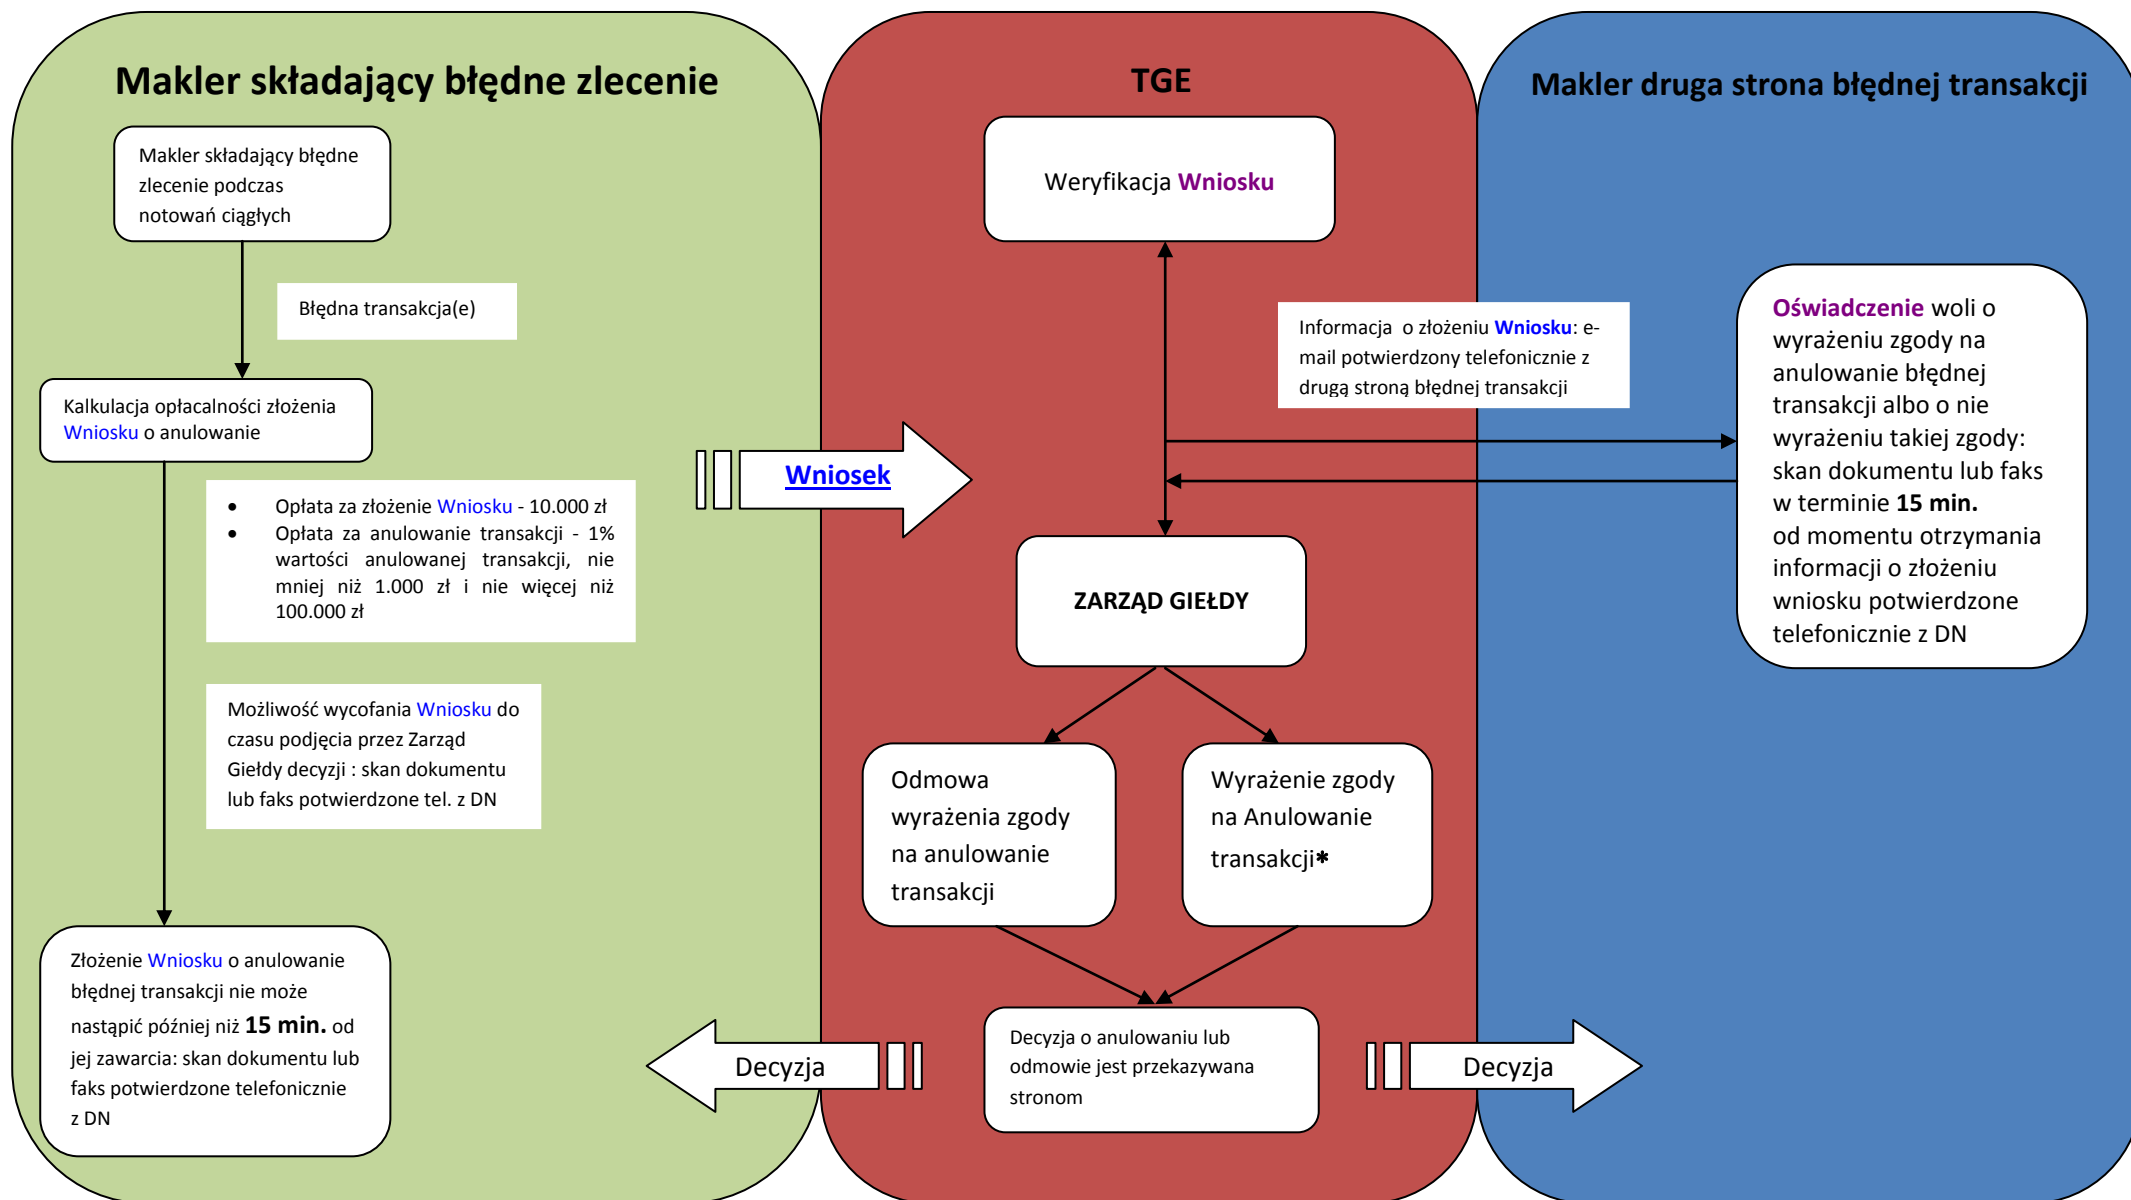 Makler składający błędne zlecenie
Makler składający błędne
zlecenie podczas
notowań ciągłych
Błędna transakcja(e)
Kalkulacja opłacalności złożenia
Wniosku o anulowanie
• Opłata za złożenie Wniosku - 10.000 zł
• Opłata za anulowanie transakcji - 1%
wartości anulowanej transakcji, nie
mniej niż 1.000 zł i nie więcej niż
100.000 zł
Możliwość wycofania Wniosku do
czasu podjęcia przez Zarząd
Giełdy decyzji : skan dokumentu
lub faks potwierdzone tel. z DN
Złożenie Wniosku o anulowanie
błędnej transakcji nie może
nastąpić później niż 15 min. od
jej zawarcia: skan dokumentu lub
faks potwierdzone telefonicznie
z DN
Wniosek
TGE
Weryfikacja Wniosku
Informacja o złożeniu Wniosku: e-
mail potwierdzony telefonicznie z
drugą stroną błędnej transakcji
ZARZĄD GIEŁDY
Odmowa
wyrażenia zgody
na anulowanie
transakcji
Wyrażenie zgody
na Anulowanie
transakcji*
Decyzja o anulowaniu lub
odmowie jest przekazywana
stronom
Decyzja
Decyzja
Makler druga strona błędnej transakcji
Oświadczenie woli o
wyrażeniu zgody na
anulowanie błędnej
transakcji albo o nie
wyrażeniu takiej zgody:
skan dokumentu lub faks
w terminie 15 min.
od momentu otrzymania
informacji o złożeniu
wniosku potwierdzone
telefonicznie z DN